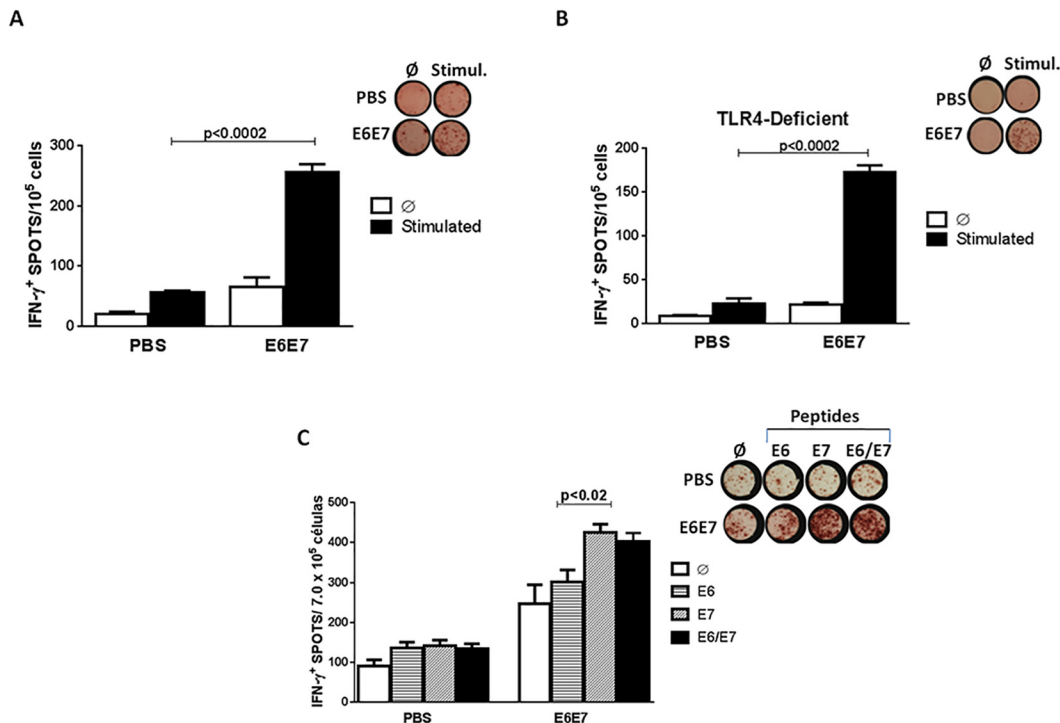 A
Ø Stimul.
PBS
E6E7
p<0.0002
300
200
100
0
IFN-γ⁺ SPOTS/10⁵ cells
PBS E6E7
∅
Stimulated
B
Ø Stimul.
PBS
E6E7
TLR4-Deficient
p<0.0002
200
150
100
50
0
IFN-γ⁺ SPOTS/10⁵ cells
PBS E6E7
∅
Stimulated
C
Peptides
Ø E6 E7 E6/E7
PBS
E6E7
p<0.02
500
400
300
200
100
0
IFN-γ⁺ SPOTS/ 7.0 x 10⁵ células
PBS E6E7
∅
E6
E7
E6/E7